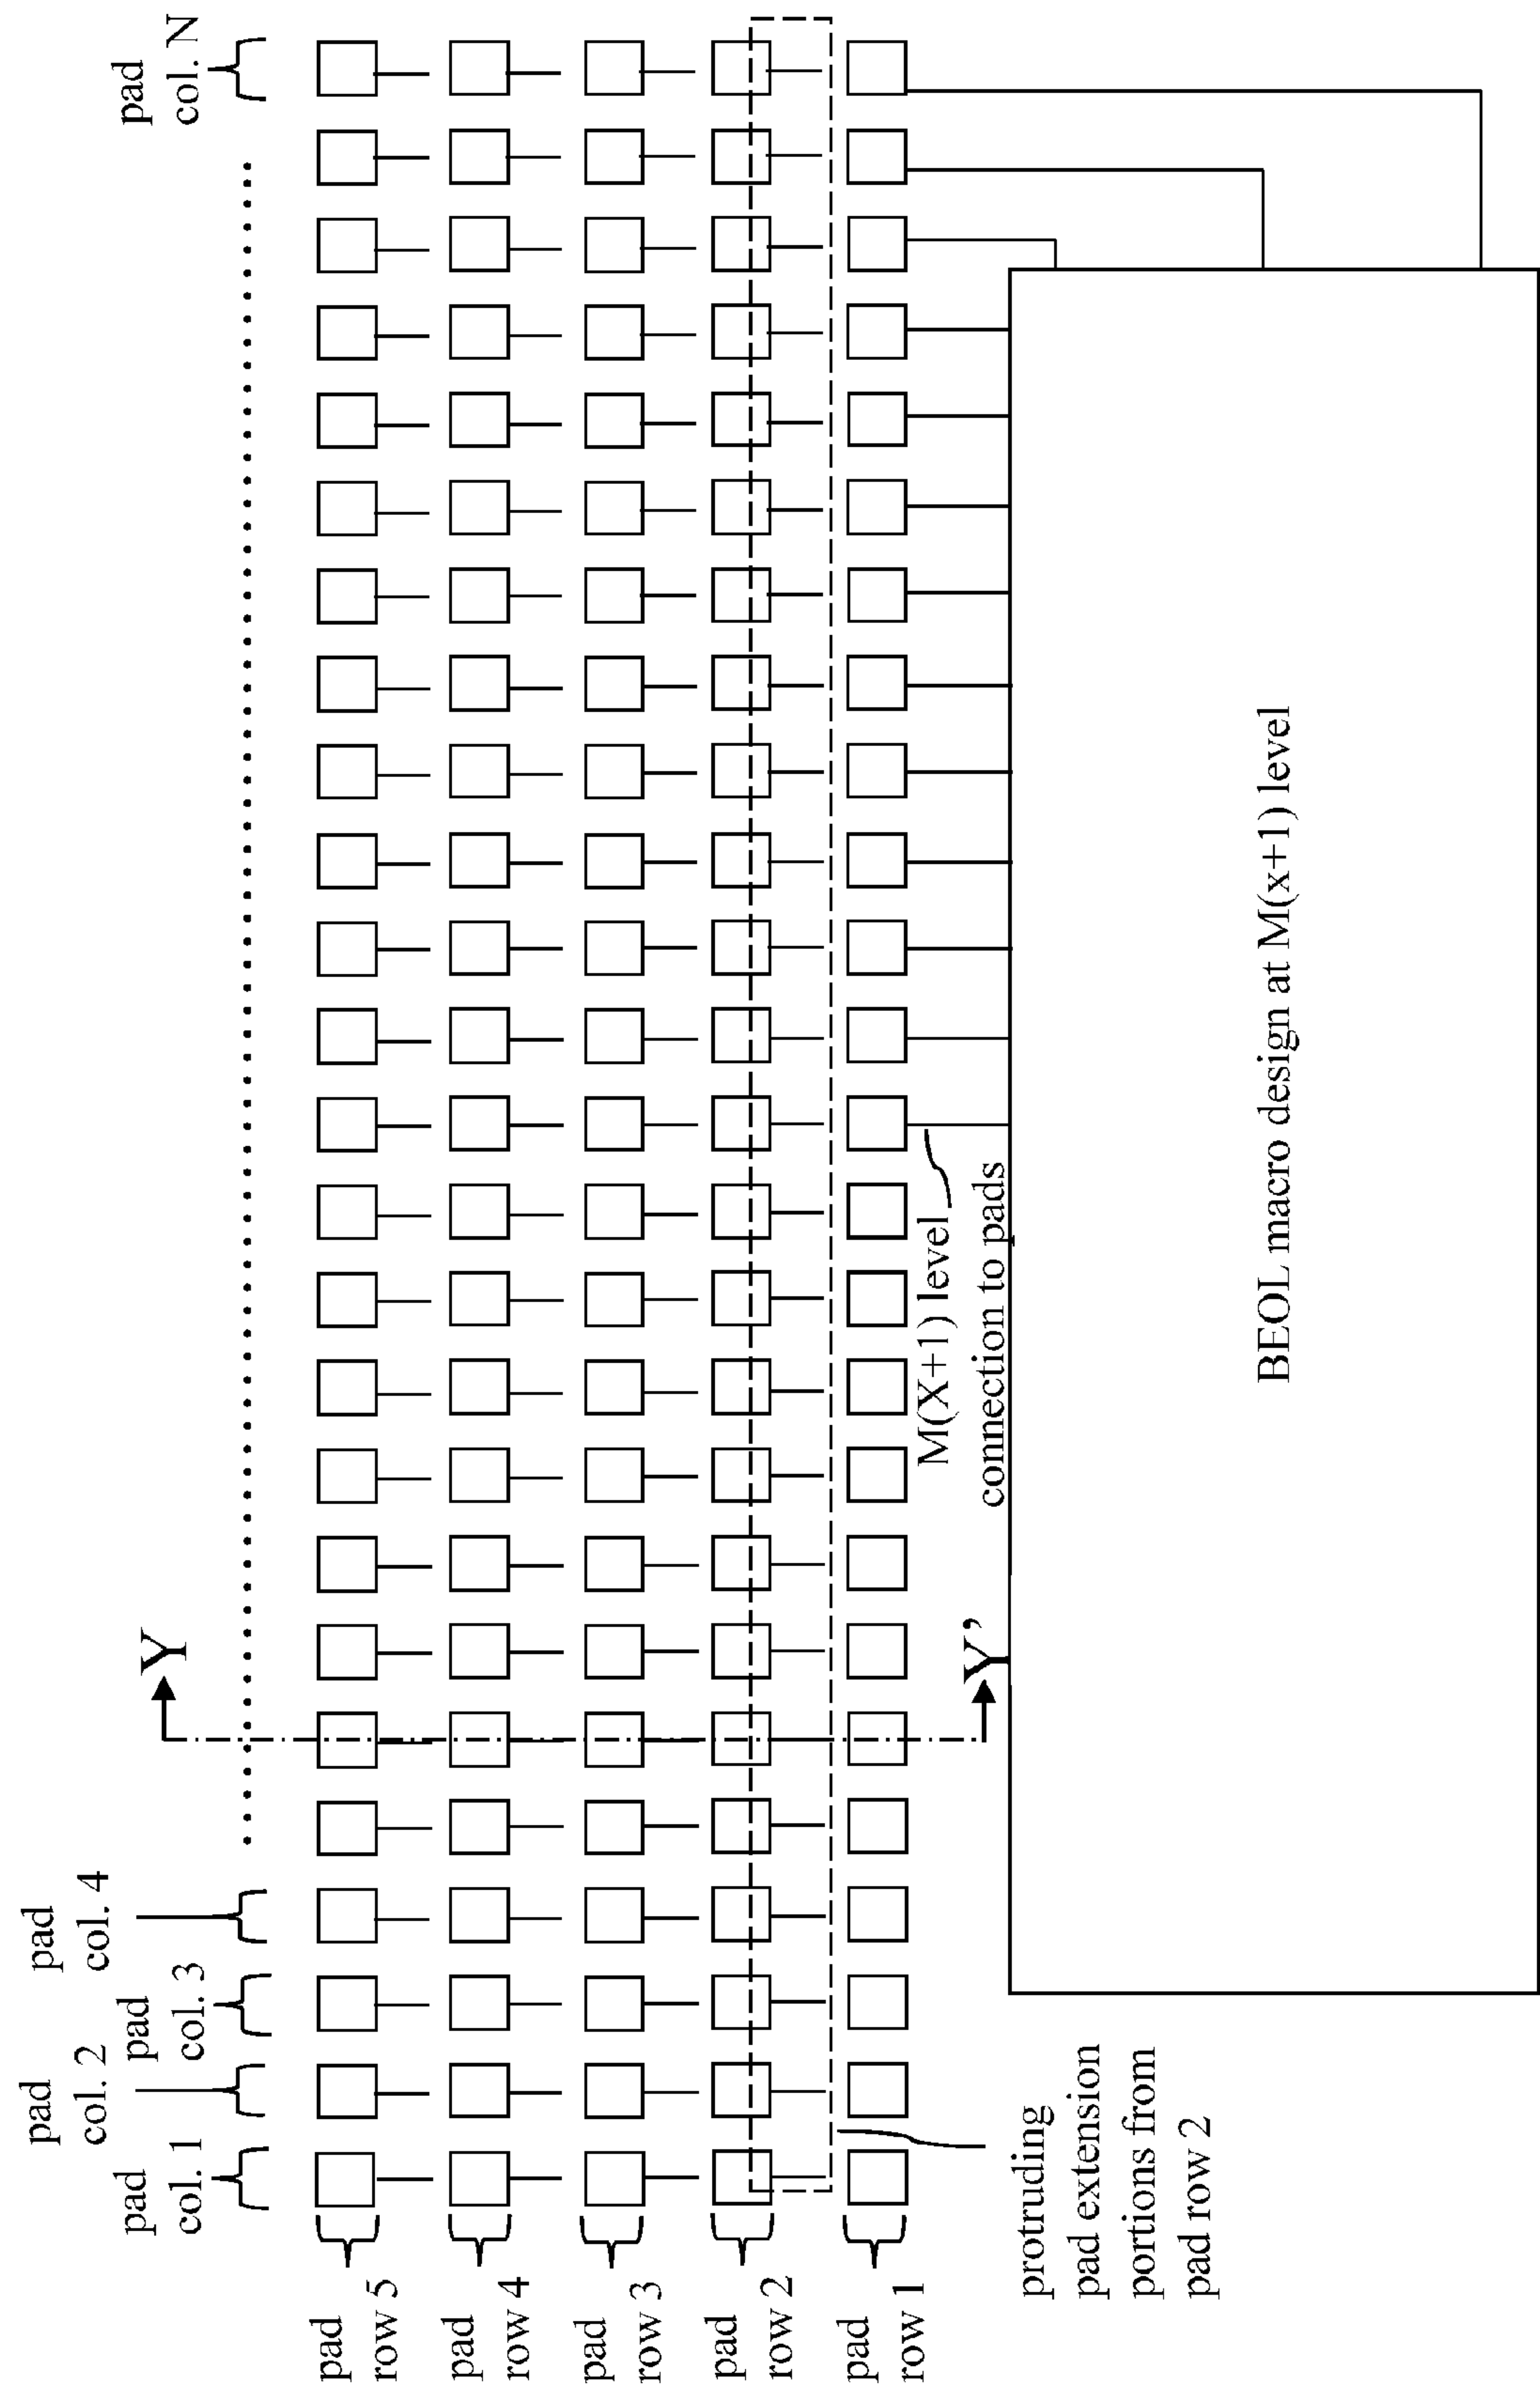 pad
col. 1
pad
col. 2
pad
col. 3
pad
col. 4
pad
col. N
Y
pad
row 5
pad
row 4
pad
row 3
pad
row 2
pad
row 1
Y’
M(X+1) level
connection to pads
protruding
pad extension
portions from
pad row 2
BEOL macro design at M(x+1) level